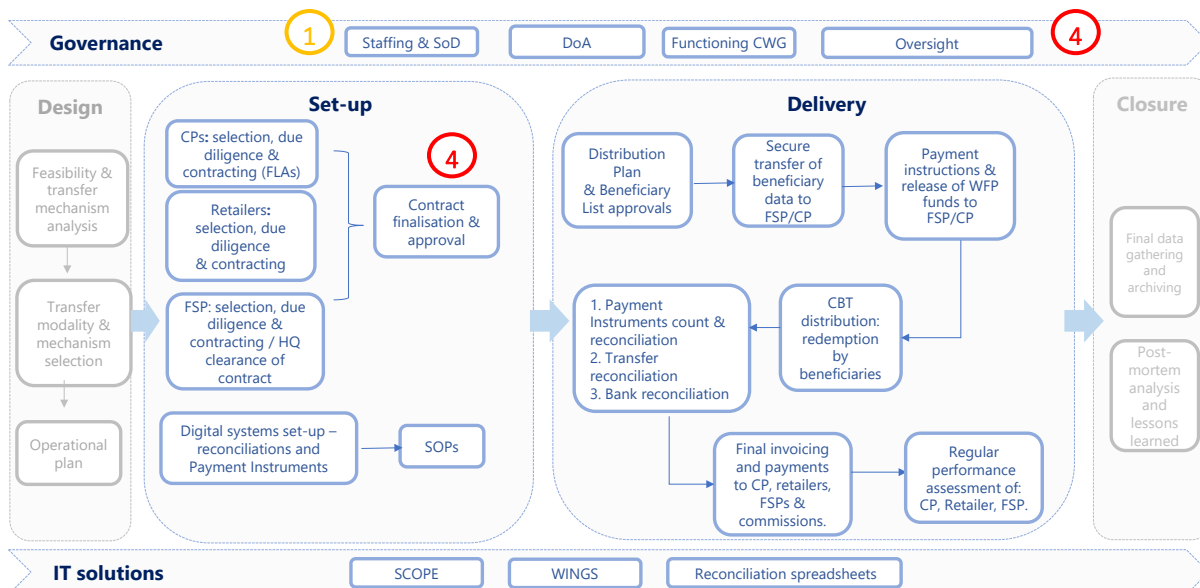 Governance
1
Staffing & SoD
DoA
Functioning CWG
Oversight
4
Design
Feasibility &
transfer
mechanism
analysis
Transfer
modality &
mechanism
selection
Operational
plan
Set-up
CPs: selection, due
diligence &
contracting (FLAs)
Retailers:
selection, due
diligence
& contracting
FSP: selection, due
diligence &
contracting / HQ
clearance of
contract
4
Contract
finalisation &
approval
Digital systems set-up –
reconciliations and
Payment Instruments
SOPs
Delivery
Distribution
Plan
& Beneficiary
List approvals
Secure
transfer of
beneficiary
data to
FSP/CP
Payment
instructions &
release of WFP
funds to
FSP/CP
1. Payment
Instruments count &
reconciliation
2. Transfer
reconciliation
3. Bank reconciliation
CBT
distribution:
redemption
by
beneficiaries
Final invoicing
and payments
to CP, retailers,
FSPs &
commissions.
Regular
performance
assessment of:
CP, Retailer, FSP.
Closure
Final data
gathering
and
archiving
Post-
mortem
analysis
and
lessons
learned
IT solutions
SCOPE
WINGS
Reconciliation spreadsheets